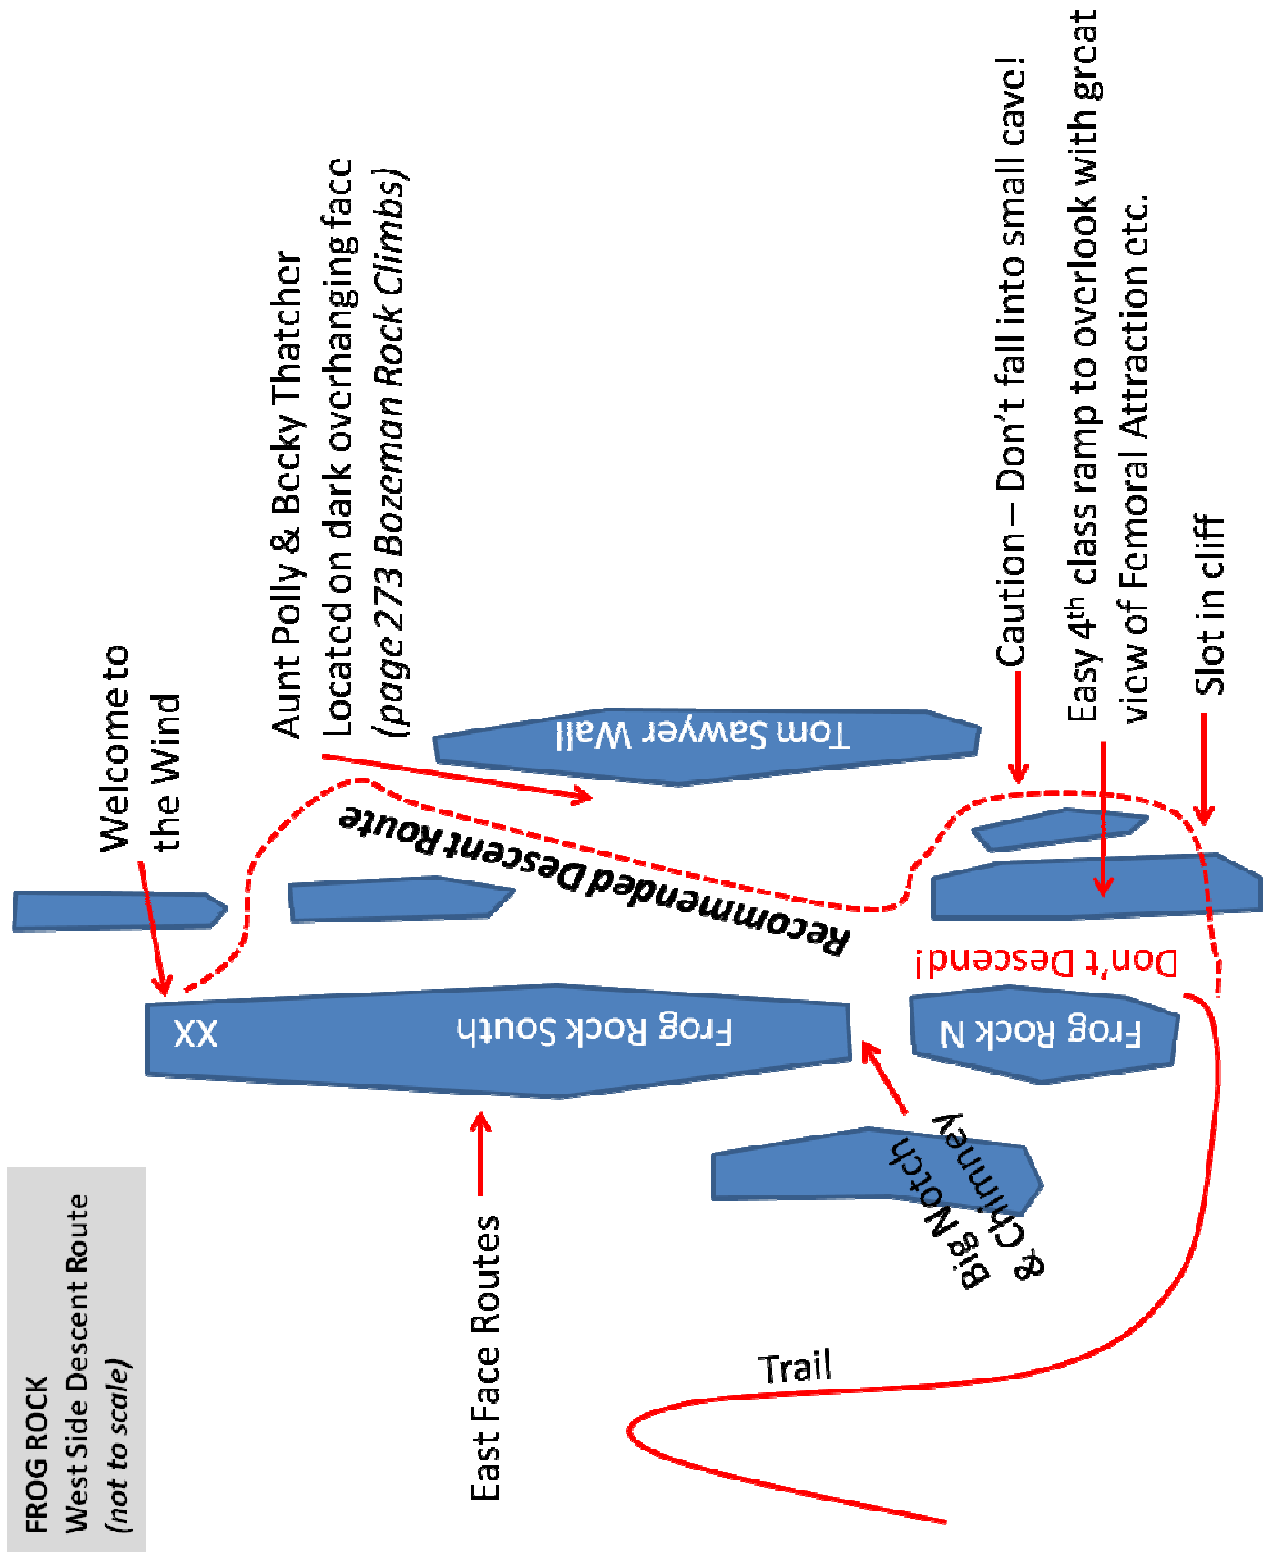 FROG ROCK
West Side Descent Route
(not to scale)
Welcome to
the Wind
Aunt Polly & Becky Thatcher
Located on dark overhanging face
(page 273 Bozeman Rock Climbs)
East Face Routes
XX
Frog Rock South
Recommended Descent Route
Tom Sawyer Wall
Big Notch
& Chimney
Frog Rock N
Don't Descend!
Trail
Caution – Don't fall into small cave!
Easy 4th class ramp to overlook with great
view of Femoral Attraction etc.
Slot in cliff